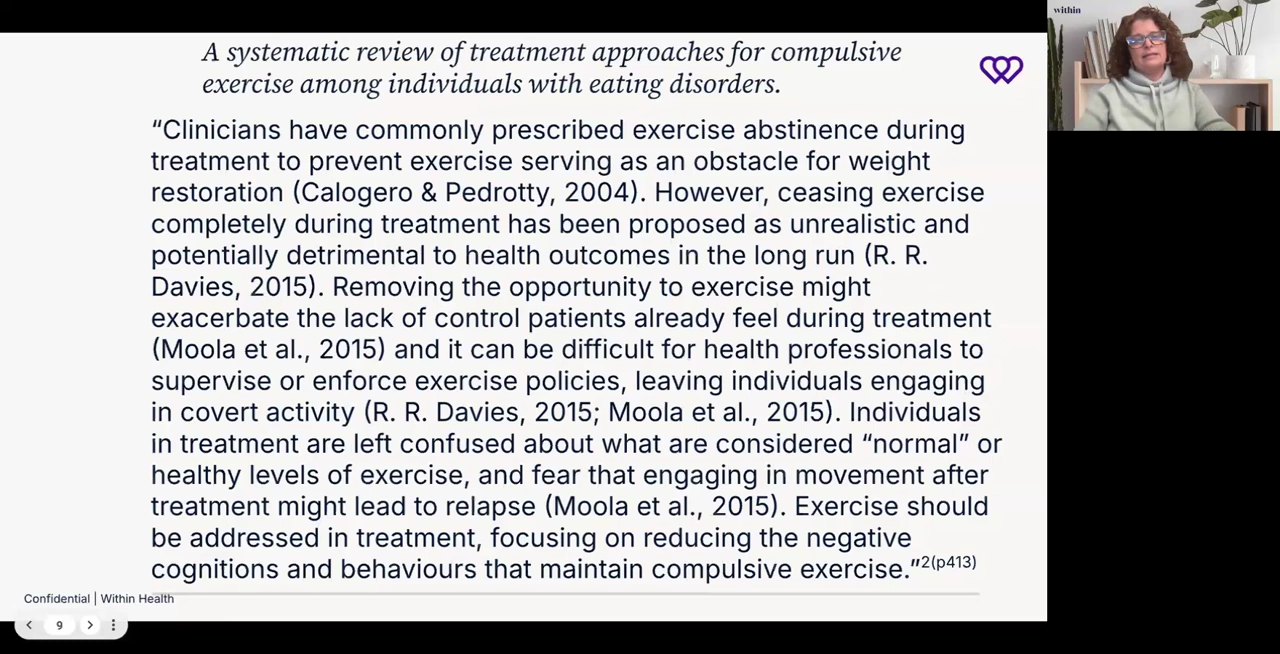 within
A systematic review of treatment approaches for compulsive
exercise among individuals with eating disorders.
“Clinicians have commonly prescribed exercise abstinence during
treatment to prevent exercise serving as an obstacle for weight
restoration (Calogero & Pedrotty, 2004). However, ceasing exercise
completely during treatment has been proposed as unrealistic and
potentially detrimental to health outcomes in the long run (R. R.
Davies, 2015). Removing the opportunity to exercise might
exacerbate the lack of control patients already feel during treatment
(Moola et al., 2015) and it can be difficult for health professionals to
supervise or enforce exercise policies, leaving individuals engaging
in covert activity (R. R. Davies, 2015; Moola et al., 2015). Individuals
in treatment are left confused about what are considered “normal” or
healthy levels of exercise, and fear that engaging in movement after
treatment might lead to relapse (Moola et al., 2015). Exercise should
be addressed in treatment, focusing on reducing the negative
cognitions and behaviours that maintain compulsive exercise.”2(p413)
Confidential | Within Health
9